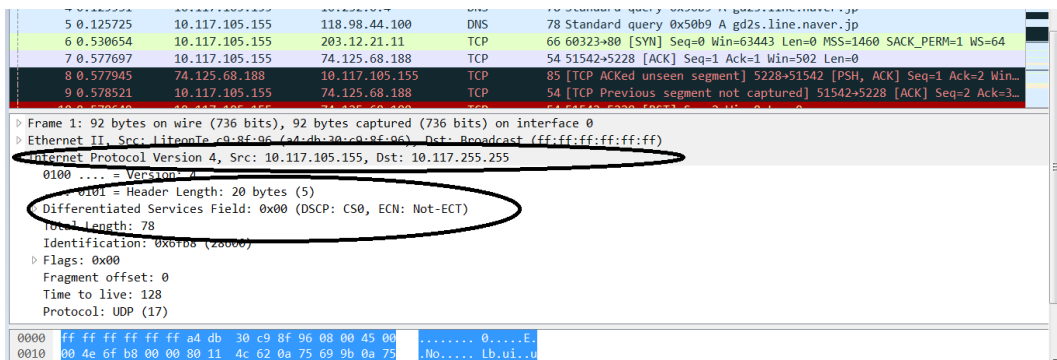 5 0.125725 10.117.105.155 118.98.44.100 DNS 78 Standard query 0x50b9 A gd2s.line.naver.jp
6 0.530654 10.117.105.155 203.12.21.11 TCP 66 60323→80 [SYN] Seq=0 Win=63443 Len=0 MSS=1460 SACK_PERM=1 WS=64
7 0.577697 10.117.105.155 74.125.68.188 TCP 54 51542→5228 [ACK] Seq=1 Ack=1 Win=502 Len=0
8 0.577945 74.125.68.188 10.117.105.155 TCP 85 [TCP ACKed unseen segment] 5228→51542 [PSH, ACK] Seq=1 Ack=2 Win…
9 0.578521 10.117.105.155 74.125.68.188 TCP 54 [TCP Previous segment not captured] 51542→5228 [ACK] Seq=2 Ack=3…
Frame 1: 92 bytes on wire (736 bits), 92 bytes captured (736 bits) on interface 0
Ethernet II, Src: LiteonTe_c9:8f:96 (a4:db:30:c9:8f:96), Dst: Broadcast (ff:ff:ff:ff:ff:ff)
Internet Protocol Version 4, Src: 10.117.105.155, Dst: 10.117.255.255
0100 .... = Version: 4
0101 = Header Length: 20 bytes (5)
Differentiated Services Field: 0x00 (DSCP: CS0, ECN: Not-ECT)
Total Length: 78
Identification: 0x6fb8 (28600)
Flags: 0x00
Fragment offset: 0
Time to live: 128
Protocol: UDP (17)
0000 ff ff ff ff ff ff a4 db 30 c9 8f 96 08 00 45 00 ........ 0.....E.
0010 00 4e 6f b8 00 00 80 11 4c 62 0a 75 69 9b 0a 75 .No..... Lb.ui..u